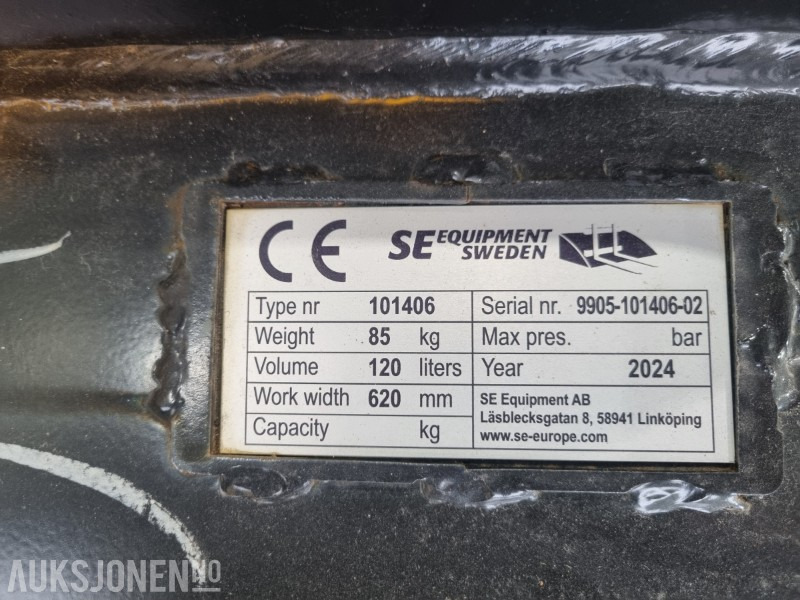 CE SE EQUIPMENT SWEDEN
Type nr 101406 Serial nr. 9905-101406-02
Weight 85 kg Max pres. bar
Volume 120 liters Year 2024
Work width 620 mm SE Equipment AB
Läsblecksgatan 8, 58941 Linköping
Capacity kg www.se-europe.com
AUKSJONEN.NO